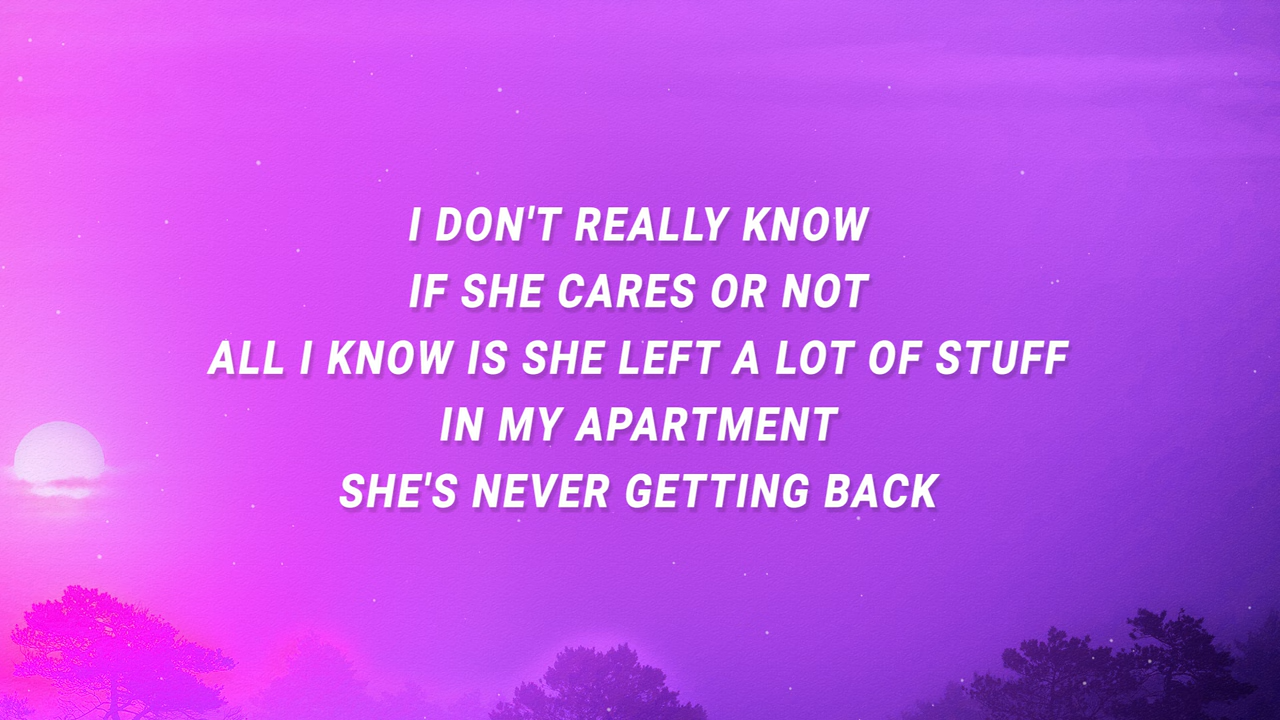 I DON'T REALLY KNOW
IF SHE CARES OR NOT
ALL I KNOW IS SHE LEFT A LOT OF STUFF
IN MY APARTMENT
SHE'S NEVER GETTING BACK